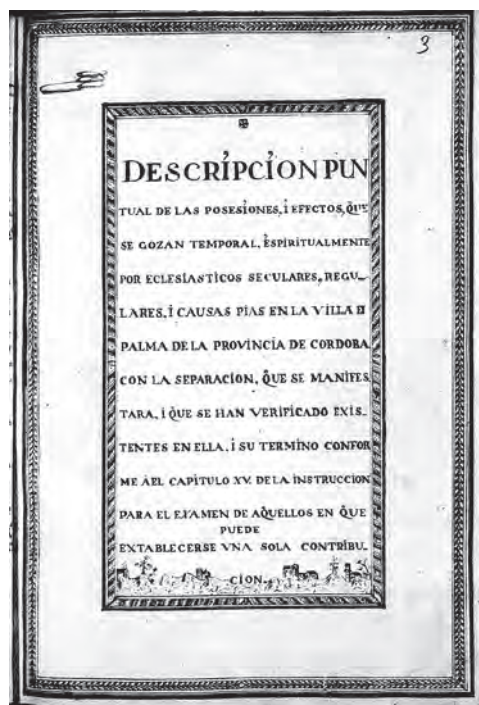 3
DESCRIPCION PUN
TUAL DE LAS POSESIONES, I EFECTOS, QUE
SE GOZAN TEMPORAL, ESPIRITUALMENTE
POR ECLESIASTICOS SECULARES, REGU_
LARES, I CAUSAS PIAS EN LA VILLA D
PALMA DE LA PROVINCIA DE CORDOBA
CON LA SEPARACION, QUE SE MANIFES
TARA, I QUE SE HAN VERIFICADO EXIS_
TENTES EN ELLA, I SU TERMINO CONFOR
ME AEL CAPITULO XV. DE LA INSTRUCCION
PARA EL EXAMEN DE AQUELLOS EN QUE
PUEDE
EXTABLECERSE VNA SOLA CONTRIBU_
CION.